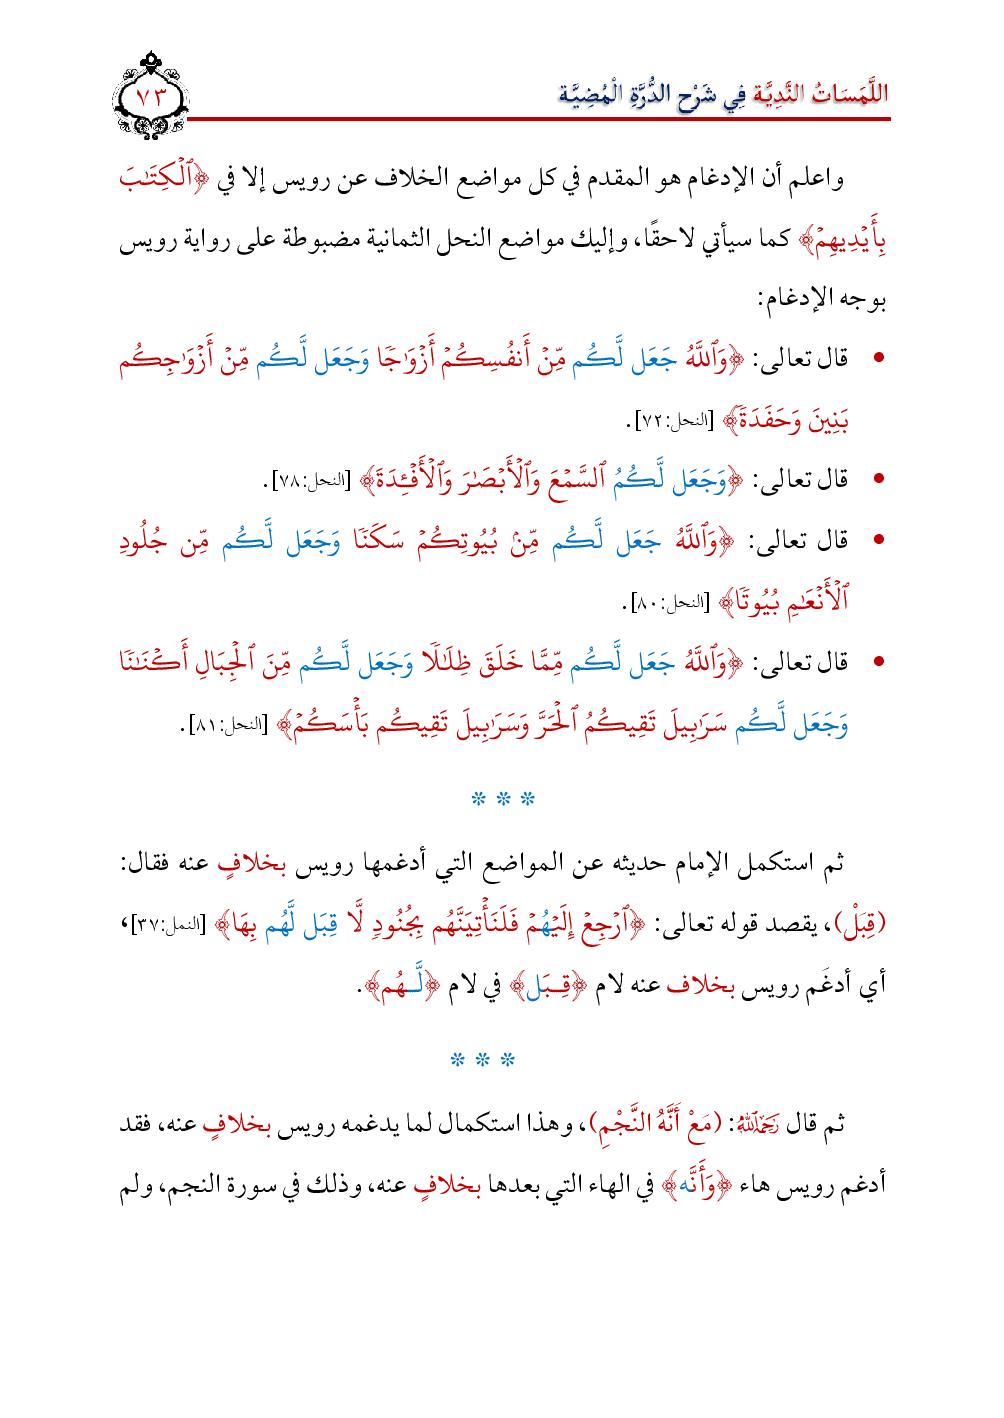 اللَّمَسَاتُ النَّدِيَّة فِي شَرْح الدُّرَّةِ الْمُضِيَّة
٧٣
واعلم أن الإدغام هو المقدم في كل مواضع الخلاف عن رويس إلا في ﴿ٱلۡكِتَٰبَ
بِأَيۡدِيهِمۡ﴾ كما سيأتي لاحقًا، وإليك مواضع النحل الثمانية مضبوطة على رواية رويس
بوجه الإدغام:
• قال تعالى: ﴿وَٱللَّهُ جَعَل لَّكُم مِّنۡ أَنفُسِكُمۡ أَزۡوَٰجٗا وَجَعَل لَّكُم مِّنۡ أَزۡوَٰجِكُم
بَنِينَ وَحَفَدَةٗ﴾ [النحل:٧٢].
• قال تعالى: ﴿وَجَعَل لَّكُمُ ٱلسَّمۡعَ وَٱلۡأَبۡصَٰرَ وَٱلۡأَفۡـِٔدَةَ﴾ [النحل:٧٨].
• قال تعالى: ﴿وَٱللَّهُ جَعَل لَّكُم مِّنۢ بُيُوتِكُمۡ سَكَنٗا وَجَعَل لَّكُم مِّن جُلُودِ
ٱلۡأَنۡعَٰمِ بُيُوتٗا﴾ [النحل:٨٠].
• قال تعالى: ﴿وَٱللَّهُ جَعَل لَّكُم مِّمَّا خَلَقَ ظِلَٰلٗا وَجَعَل لَّكُم مِّنَ ٱلۡجِبَالِ أَكۡنَٰنٗا
وَجَعَل لَّكُم سَرَٰبِيلَ تَقِيكُمُ ٱلۡحَرَّ وَسَرَٰبِيلَ تَقِيكُم بَأۡسَكُمۡ﴾ [النحل:٨١].
* * *
ثم استكمل الإمام حديثه عن المواضع التي أدغمها رويس بخلافٍ عنه فقال:
(قِبَلْ)، يقصد قوله تعالى: ﴿ٱرۡجِعۡ إِلَيۡهُمۡ فَلَنَأۡتِيَنَّهُم بِجُنُودٖ لَّا قِبَل لَّهُم بِهَا﴾ [النمل:٣٧]،
أي أدغَم رويس بخلاف عنه لام ﴿قِــبَل﴾ في لام ﴿لَّــهُم﴾.
* * *
ثم قال رَحِمَهُ ٱللَّهُ: (مَعْ أَنَّهُ النَّجْمِ)، وهذا استكمال لما يدغمه رويس بخلافٍ عنه، فقد
أدغم رويس هاء ﴿وَأَنَّه﴾ في الهاء التي بعدها بخلافٍ عنه، وذلك في سورة النجم، ولم